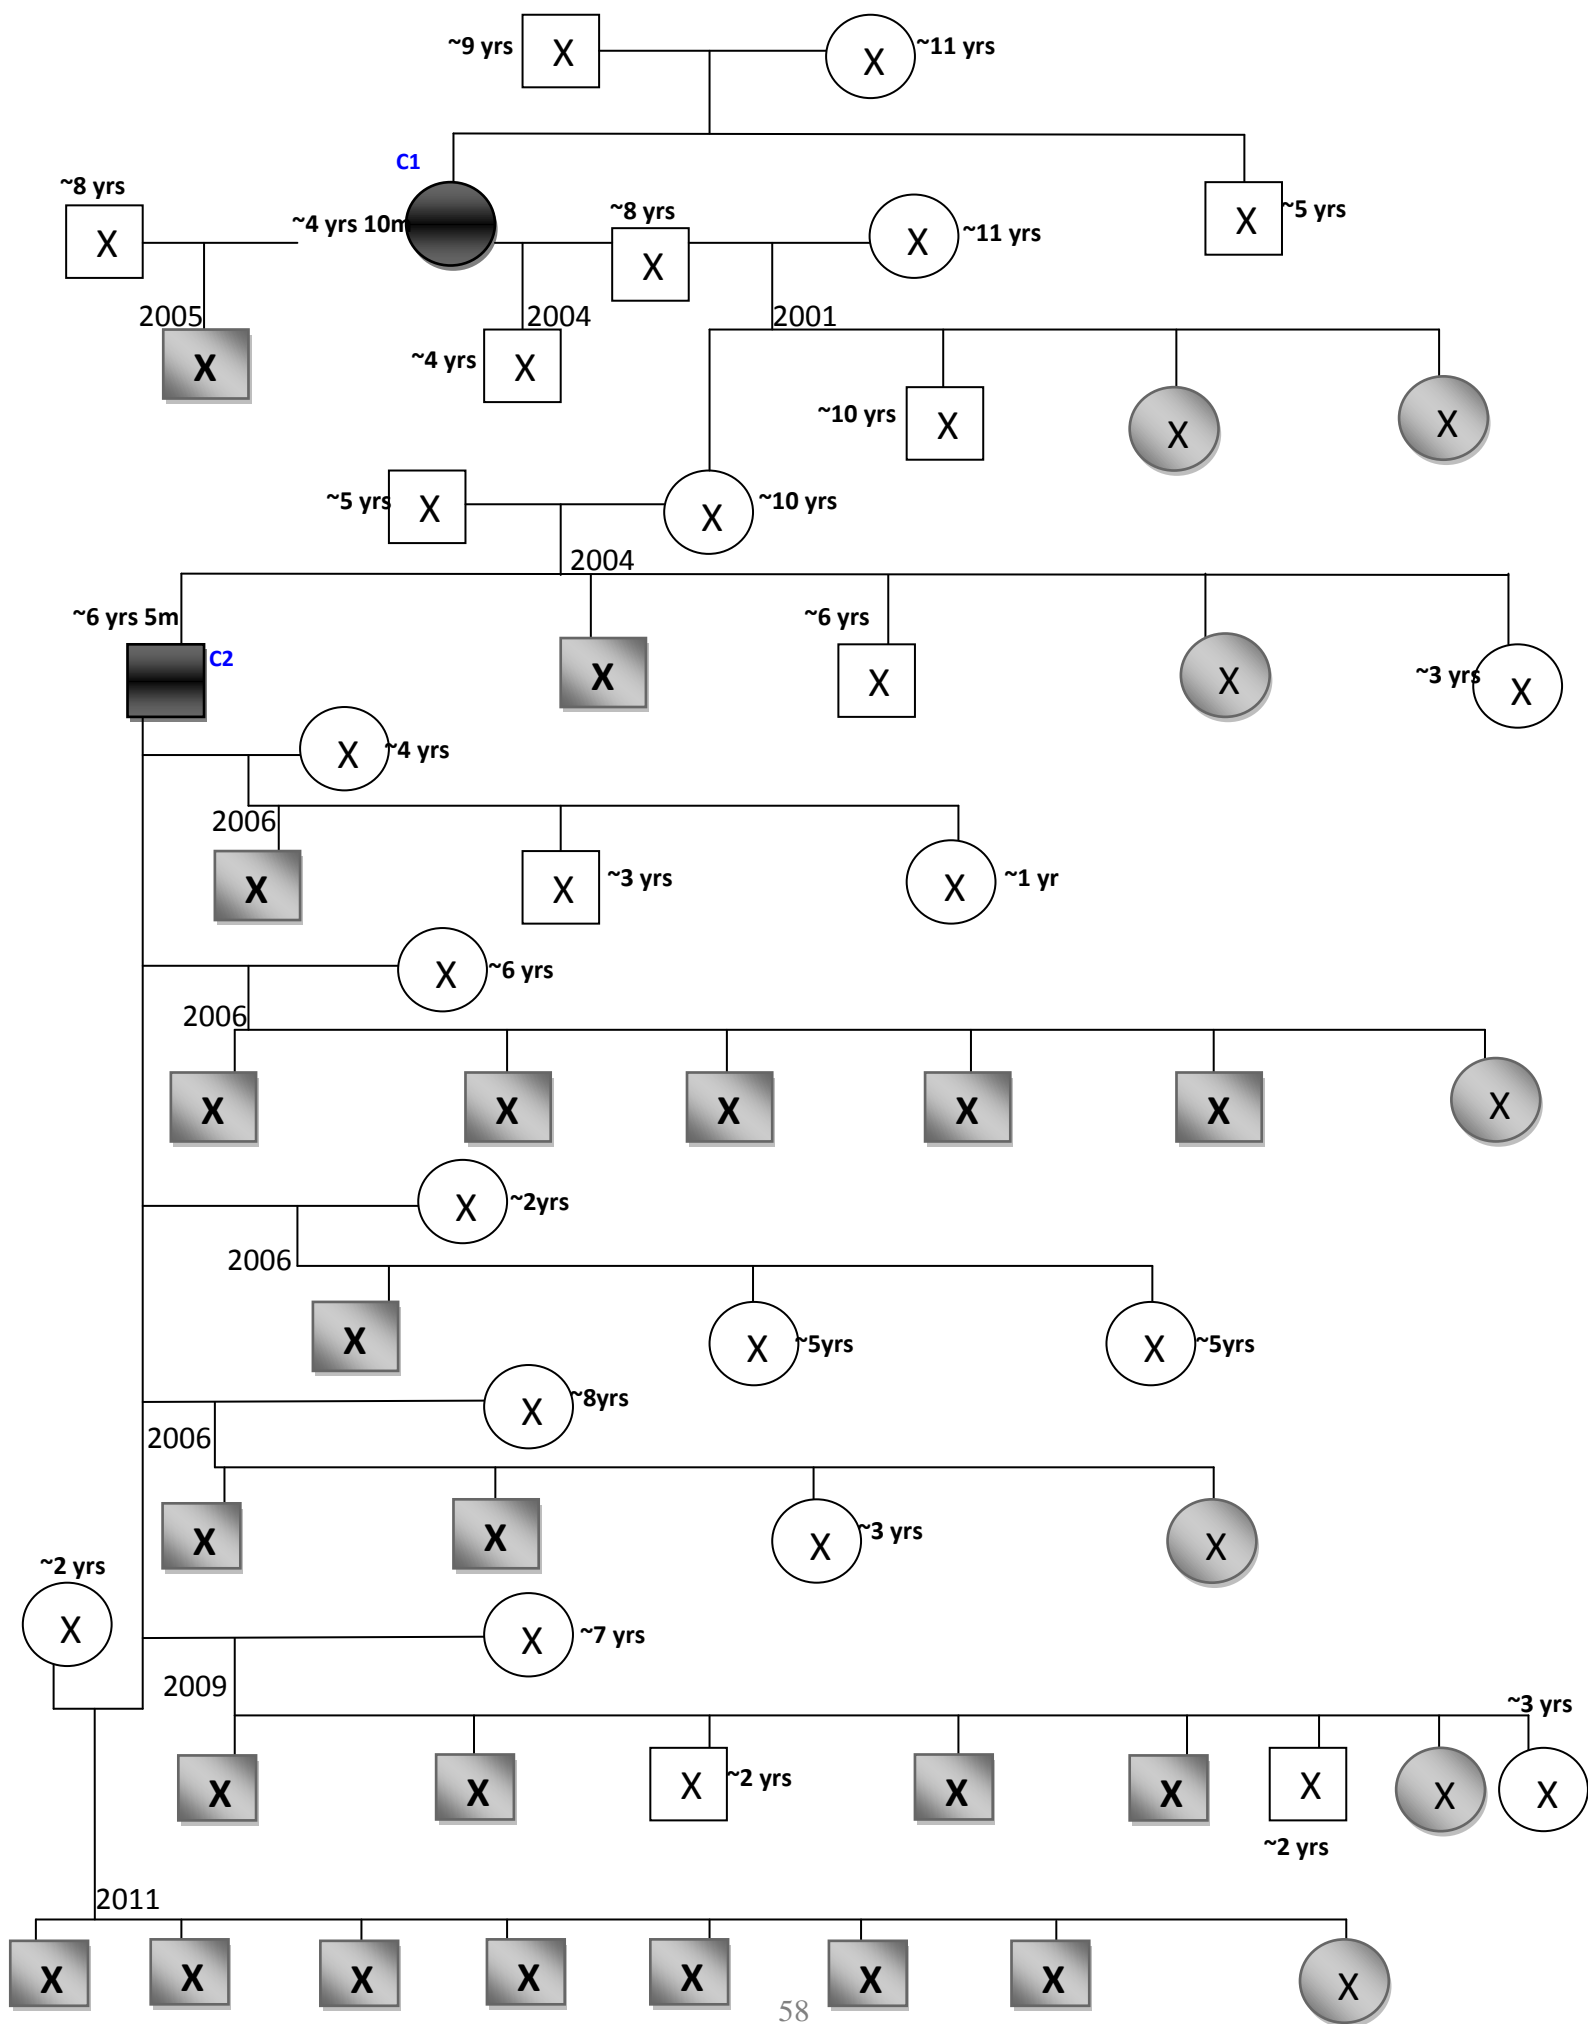 ~9 yrs X X ~11 yrs
C1
~8 yrs
X ~4 yrs 10m ~8 yrs X X ~11 yrs X ~5 yrs
2005 2004 2001
X ~4 yrs X ~10 yrs X X X
~5 yrs X X ~10 yrs
2004
~6 yrs 5m ~6 yrs
C2 X X X ~3 yrs X
X ~4 yrs
2006
X X ~3 yrs X ~1 yr
X ~6 yrs
2006
X X X X X X
X ~2yrs
2006
X X ~5yrs X ~5yrs
X ~8yrs
2006
X X X ~3 yrs X
~2 yrs
X X ~7 yrs
2009
~3 yrs
X X X ~2 yrs X X X X X
~2 yrs
2011
X X X X X X X X
58